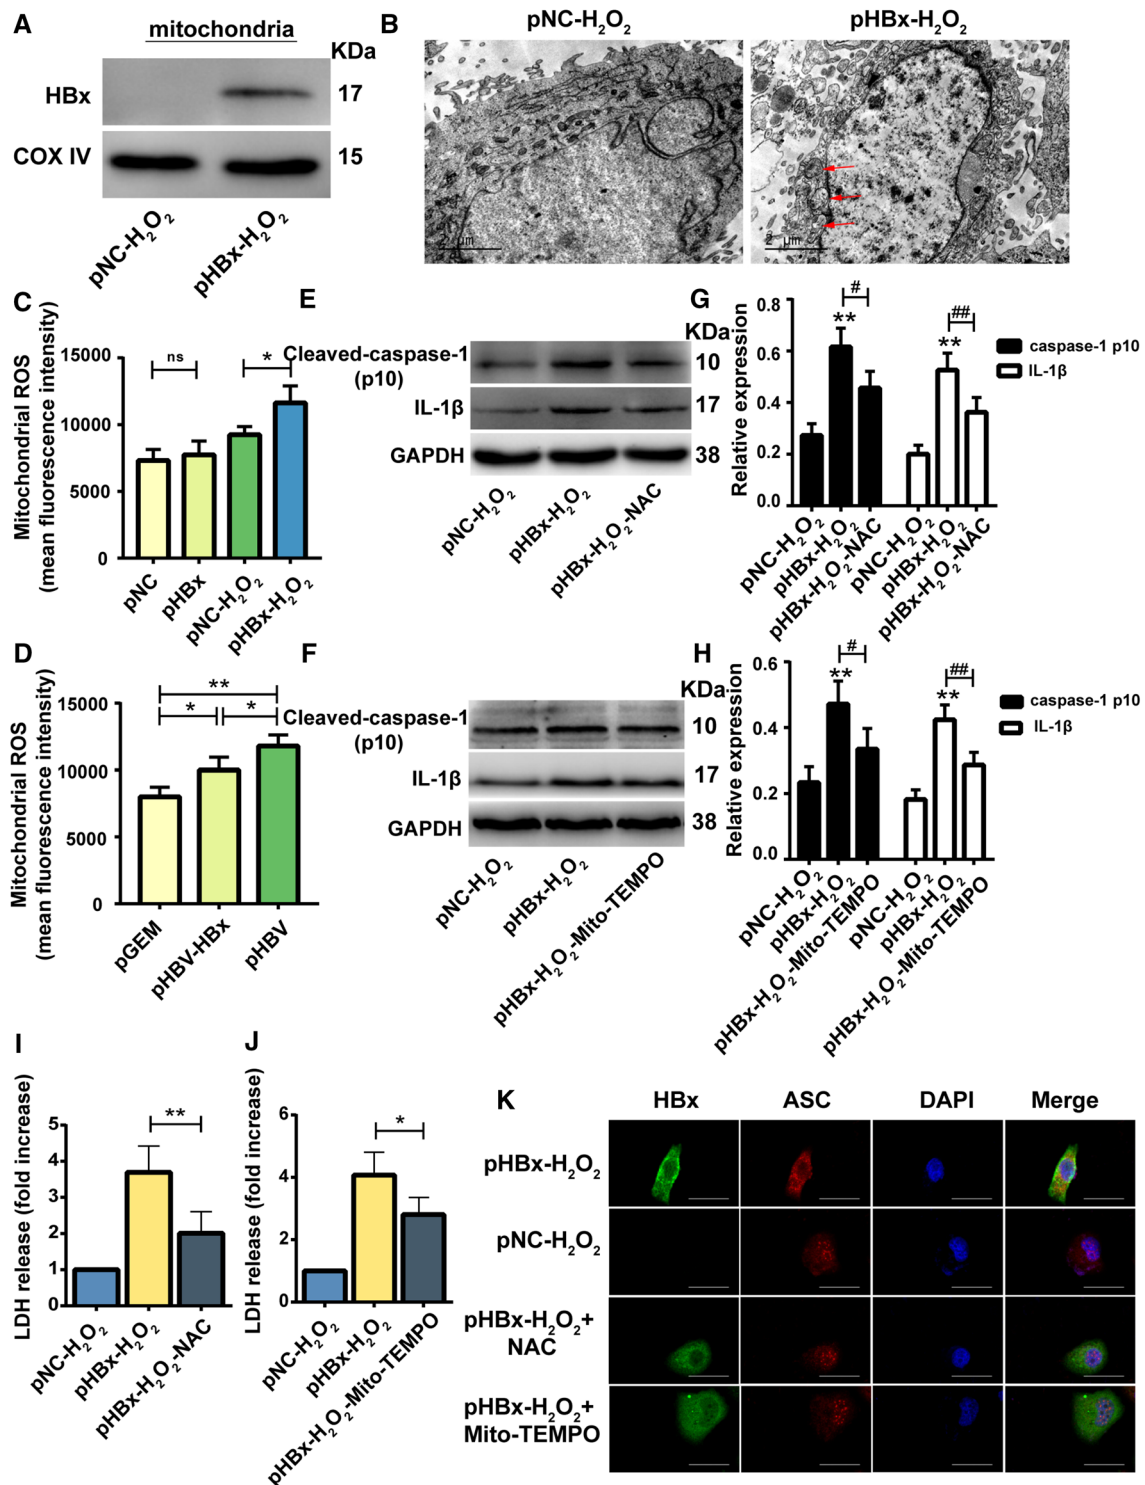 A
mitochondria
KDa
HBx
17
COX IV
15
pNC-H₂O₂
pHBx-H₂O₂
B
pNC-H₂O₂
pHBx-H₂O₂
2 μm
2 μm
C
Mitochondrial ROS
(mean fluorescence intensity)
15000
10000
5000
0
ns
*
pNC
pHBx
pNC-H₂O₂
pHBx-H₂O₂
E
KDa
Cleaved-caspase-1
(p10)
10
IL-1β
17
GAPDH
38
pNC-H₂O₂
pHBx-H₂O₂
pHBx-H₂O₂-NAC
G
Relative expression
0.8
0.6
0.4
0.2
0.0
**
#
**
##
caspase-1 p10
IL-1β
pNC-H₂O₂
pHBx-H₂O₂
pHBx-H₂O₂-NAC
pNC-H₂O₂
pHBx-H₂O₂
pHBx-H₂O₂-NAC
D
Mitochondrial ROS
(mean fluorescence intensity)
15000
10000
5000
0
**
*
*
pGEM
pHBV-HBx
pHBV
F
KDa
Cleaved-caspase-1
(p10)
10
IL-1β
17
GAPDH
38
pNC-H₂O₂
pHBx-H₂O₂
pHBx-H₂O₂-Mito-TEMPO
H
Relative expression
0.6
0.4
0.2
0.0
**
#
**
##
caspase-1 p10
IL-1β
pNC-H₂O₂
pHBx-H₂O₂
pHBx-H₂O₂-Mito-TEMPO
pNC-H₂O₂
pHBx-H₂O₂
pHBx-H₂O₂-Mito-TEMPO
I
LDH release (fold increase)
5
4
3
2
1
0
**
pNC-H₂O₂
pHBx-H₂O₂
pHBx-H₂O₂-NAC
J
LDH release (fold increase)
6
4
2
0
*
pNC-H₂O₂
pHBx-H₂O₂
pHBx-H₂O₂-Mito-TEMPO
K
HBx
ASC
DAPI
Merge
pHBx-H₂O₂
pNC-H₂O₂
pHBx-H₂O₂+
NAC
pHBx-H₂O₂+
Mito-TEMPO